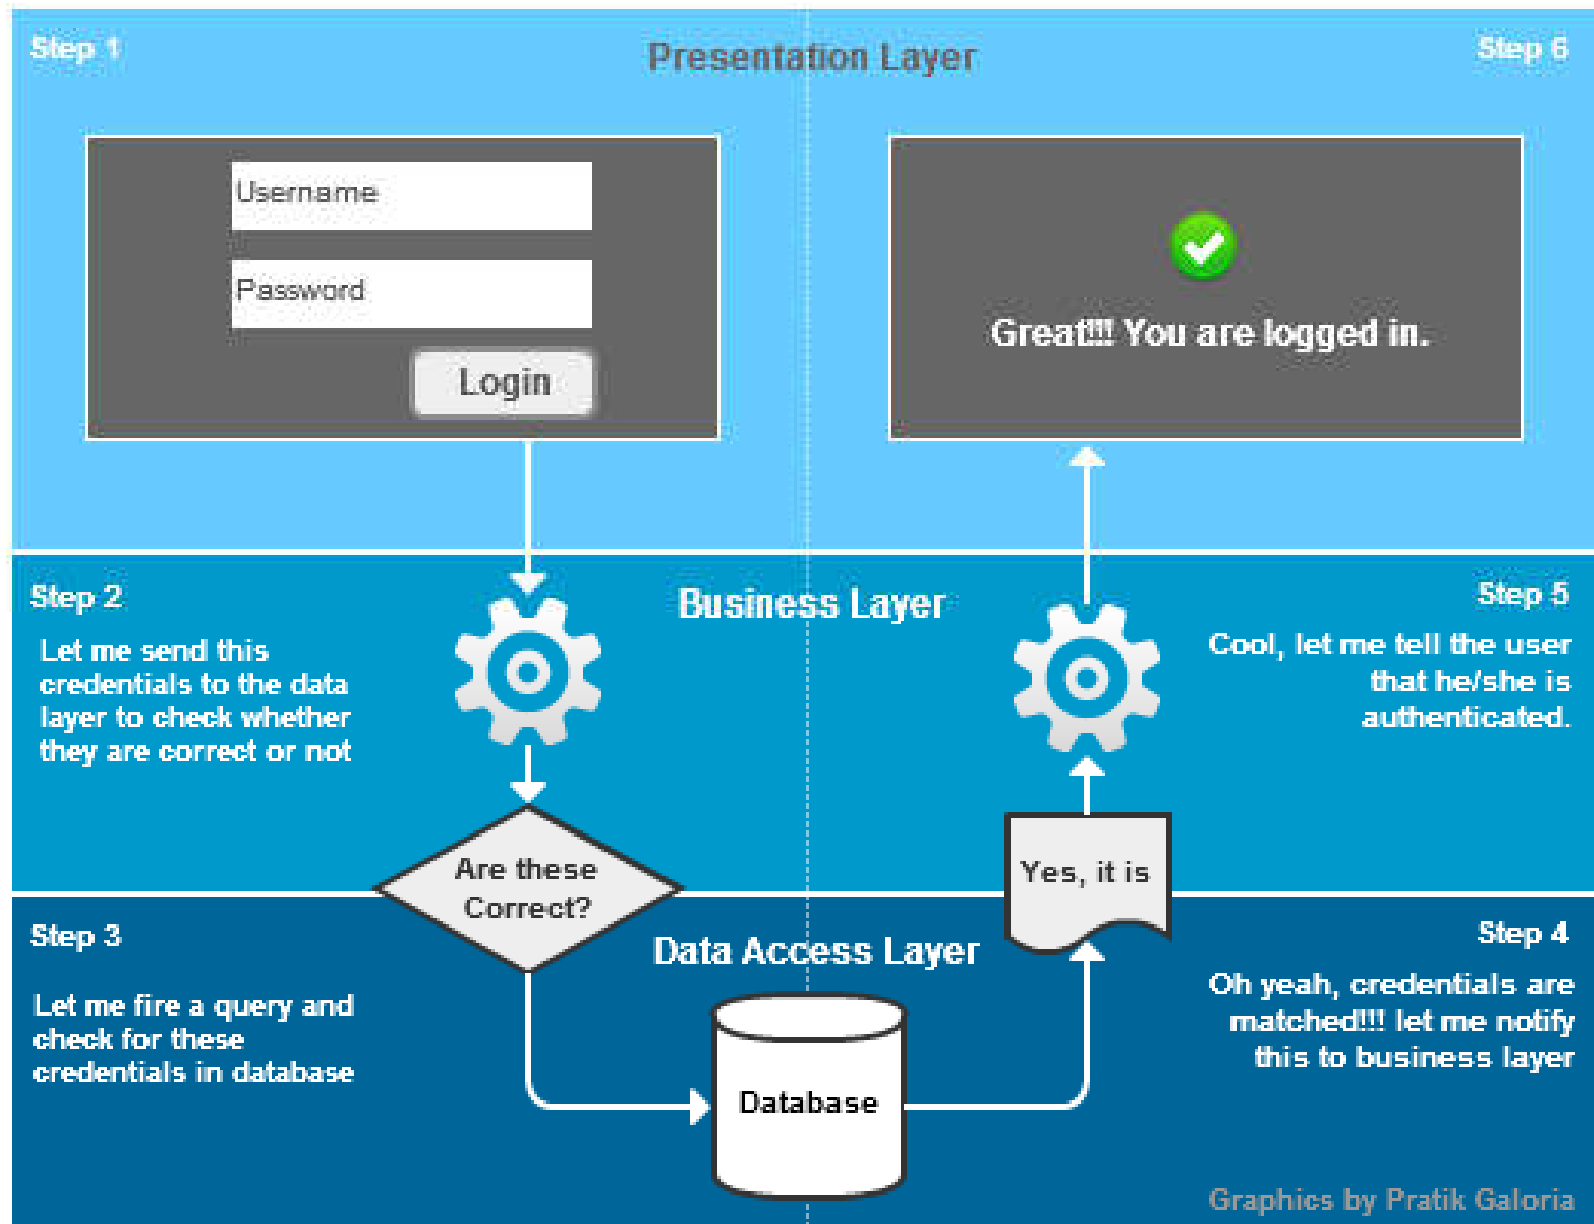 Step 1
Presentation Layer
Step 6
Username
Password
Login
Great!!! You are logged in.
Step 2
Business Layer
Step 5
Let me send this
credentials to the data
layer to check whether
they are correct or not
Cool, let me tell the user
that he/she is
authenticated.
Are these
Correct?
Yes, it is
Step 3
Data Access Layer
Step 4
Let me fire a query and
check for these
credentials in database
Database
Oh yeah, credentials are
matched!!! let me notify
this to business layer
Graphics by Pratik Galoria